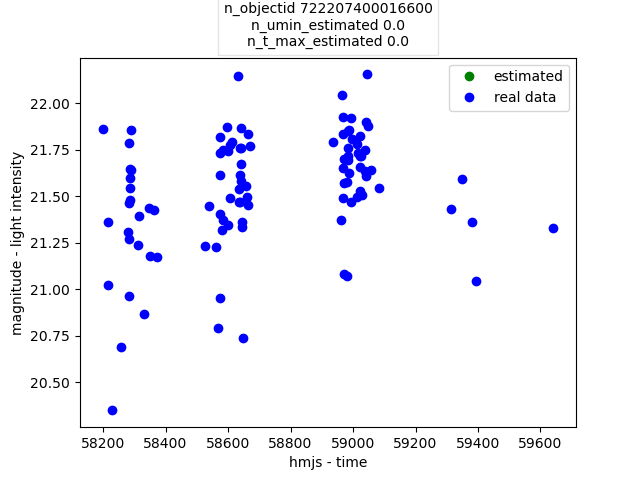 n_objectid 722207400016600
n_umin_estimated 0.0
n_t_max_estimated 0.0
estimated
real data
magnitude - light intensity
22.00
21.75
21.50
21.25
21.00
20.75
20.50
58200 58400 58600 58800 59000 59200 59400 59600
hmjs - time